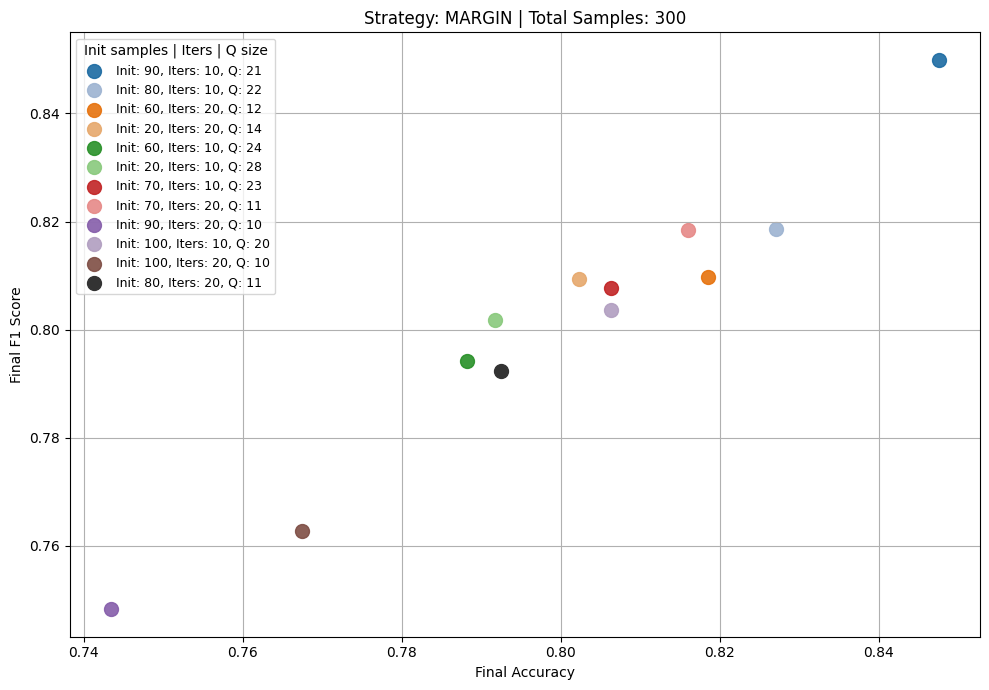 Strategy: MARGIN | Total Samples: 300
Init samples | Iters | Q size
Init: 90, Iters: 10, Q: 21
Init: 80, Iters: 10, Q: 22
Init: 60, Iters: 20, Q: 12
Init: 20, Iters: 20, Q: 14
Init: 60, Iters: 10, Q: 24
Init: 20, Iters: 10, Q: 28
Init: 70, Iters: 10, Q: 23
Init: 70, Iters: 20, Q: 11
Init: 90, Iters: 20, Q: 10
Init: 100, Iters: 10, Q: 20
Init: 100, Iters: 20, Q: 10
Init: 80, Iters: 20, Q: 11
Final F1 Score
0.84
0.82
0.80
0.78
0.76
0.74 0.76 0.78 0.80 0.82 0.84
Final Accuracy